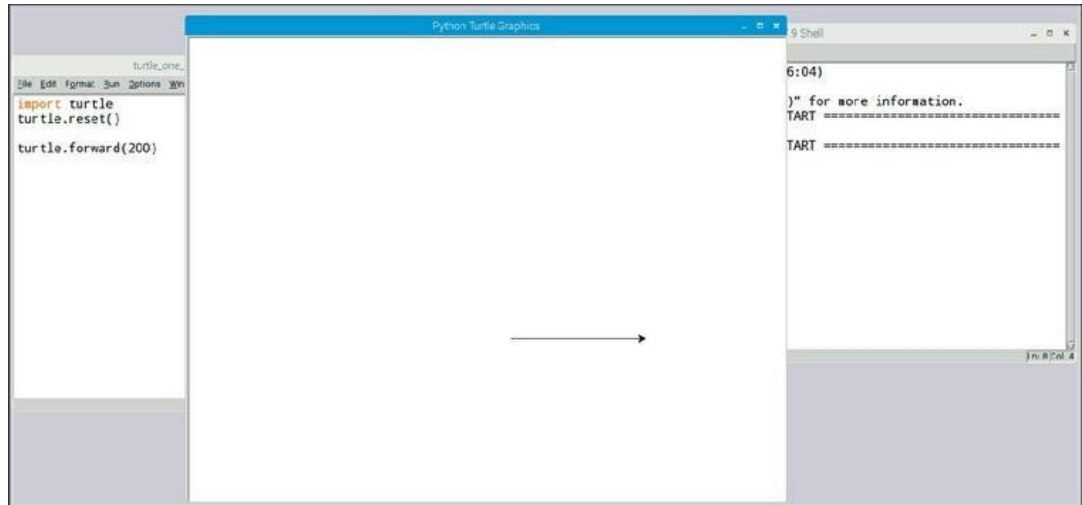 Python Turtle Graphics
9 Shell
turtle_one_
File Edit Format Run Options Win
import turtle
turtle.reset()
turtle.forward(200)
6:04)
)" for more information.
TART ================================
TART ================================
Ln: 8 Col: 4